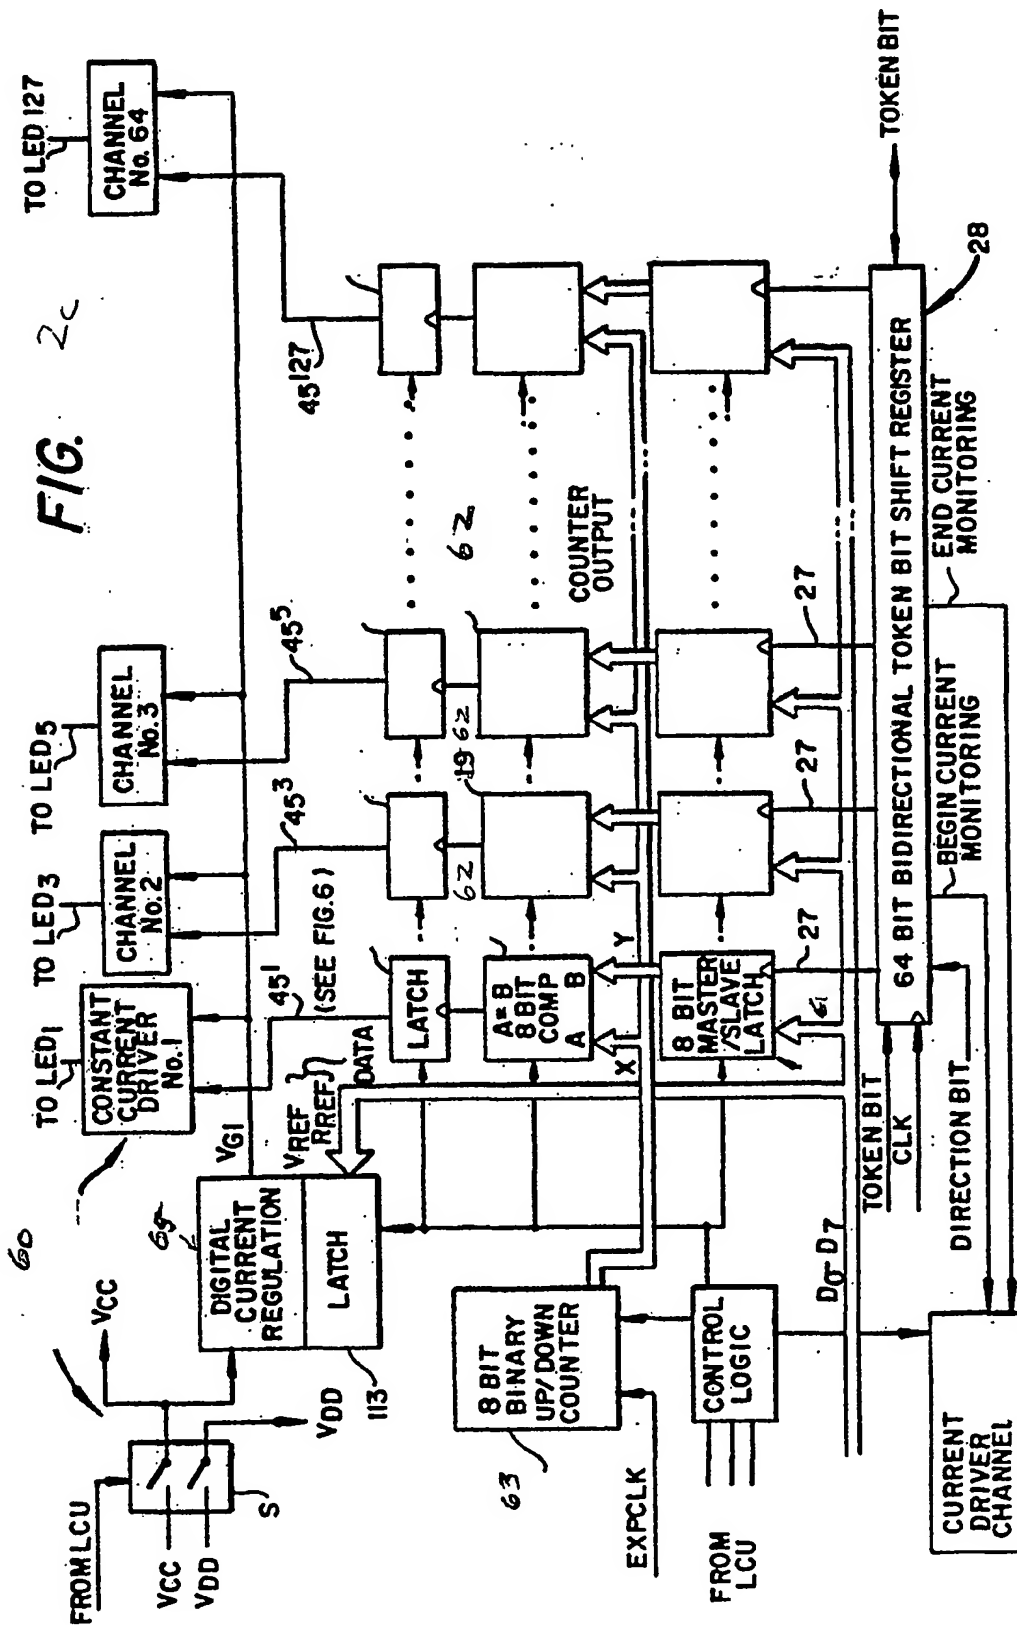 FIG. 2c
60
FROM LCU
VCC
VDD
S
VCC
VDD
65
DIGITAL
CURRENT
REGULATION
LATCH
113
VG1
VREF
RREF
(SEE FIG.6)
DATA
TO LED1
CONSTANT
CURRENT
DRIVER
No.1
TO LED3
CHANNEL
No.2
TO LED5
CHANNEL
No.3
TO LED 127
CHANNEL
No.64
45¹
45³
45⁵
45¹²⁷
LATCH
62
19
62
62
A=B
8 BIT
COMP
A B
X Y
COUNTER
OUTPUT
8 BIT
MASTER
/SLAVE
LATCH
61
27
27
27
63
8 BIT
BINARY
UP/DOWN
COUNTER
EXPCLK
FROM
LCU
CONTROL
LOGIC
D0-D7
TOKEN BIT
CLK
DIRECTION BIT
64 BIT BIDIRECTIONAL TOKEN BIT SHIFT REGISTER
28
TOKEN BIT
BEGIN CURRENT
MONITORING
END CURRENT
MONITORING
CURRENT
DRIVER
CHANNEL